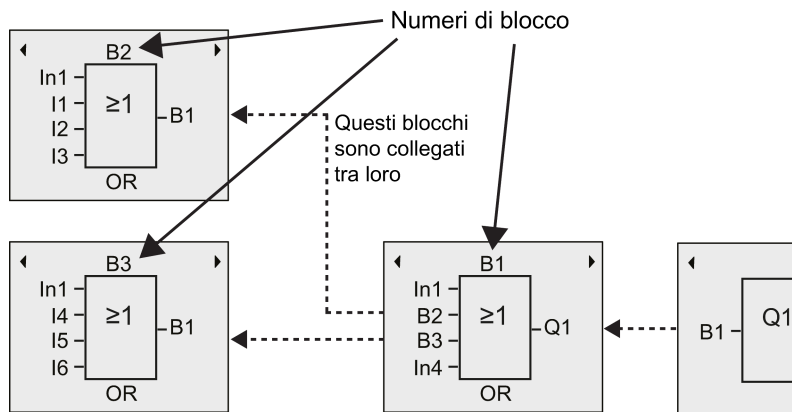 Numeri di blocco
B2
In1
I1
I2
I3
≥1
B1
OR
Questi blocchi
sono collegati
tra loro
B3
In1
I4
I5
I6
≥1
B1
OR
B1
In1
B2
B3
In4
≥1
Q1
OR
B1
Q1